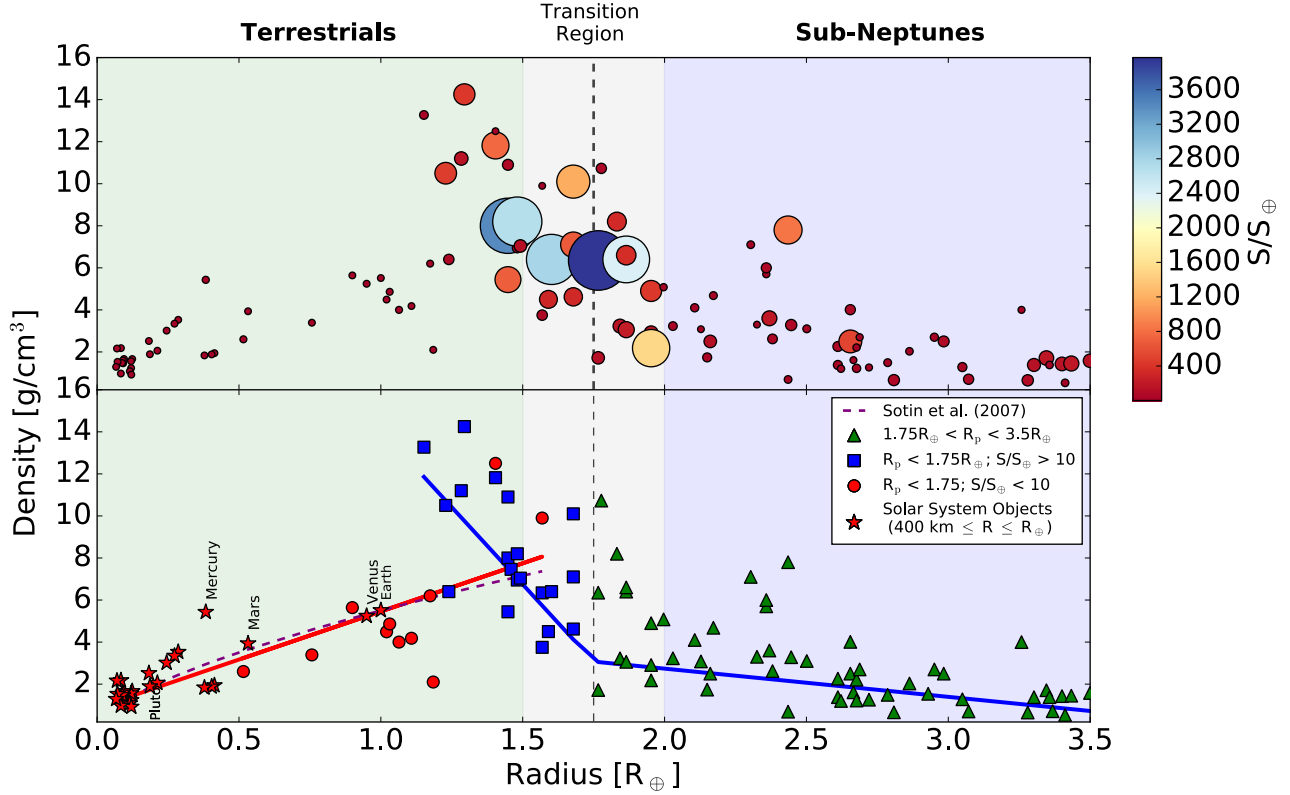 Terrestrials
Transition
Region
Sub-Neptunes
16
14
12
10
8
6
4
2
3600
3200
2800
2400
2000
1600
1200
800
400
S/S⊕
Density [g/cm³]
16
14
12
10
8
6
4
2
Sotin et al. (2007)
1.75R⊕ < Rₚ < 3.5R⊕
Rₚ < 1.75R⊕; S/S⊕ > 10
Rₚ < 1.75; S/S⊕ < 10
Solar System Objects
(400 km ≤ R ≤ R⊕)
Mercury
Mars
Venus
Earth
Pluto
0.0 0.5 1.0 1.5 2.0 2.5 3.0 3.5
Radius [R⊕]